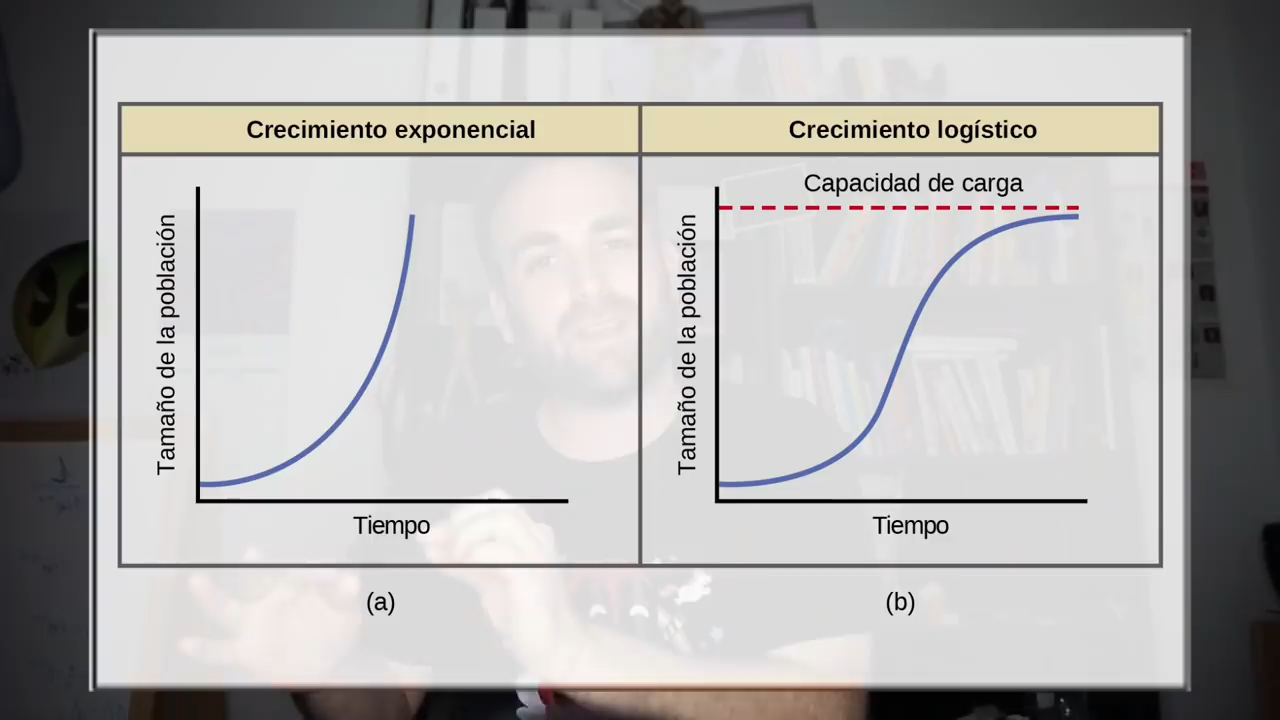 Crecimiento exponencial
Crecimiento logístico
Tamaño de la población
Tiempo
Capacidad de carga
Tamaño de la población
Tiempo
(a)
(b)